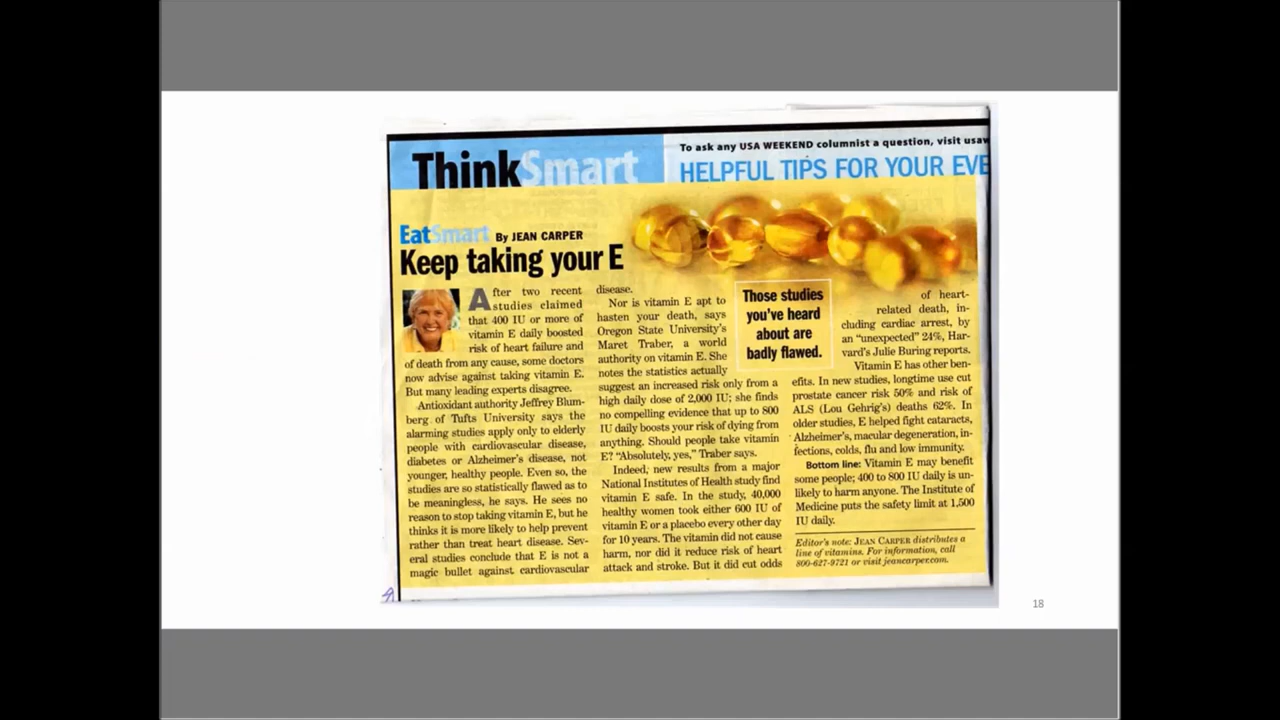 ThinkSmart
To ask any USA WEEKEND columnist a question, visit
HELPFUL TIPS FOR YOUR
EatSmart By JEAN CARPER
Keep taking your E
After two recent
studies claimed
that 400 IU or more of
vitamin E daily boosted
risk of heart failure and
of death from any cause, some doctors
now advise against taking vitamin E.
But many leading experts disagree.
Antioxidant authority Jeffrey Blum-
berg of Tufts University says the
alarming studies apply only to elderly
people with cardiovascular disease,
diabetes or Alzheimer's disease, not
younger, healthy people. Even so, the
studies are so statistically flawed as to
be meaningless, he says. He sees no
reason to stop taking vitamin E, but he
thinks it is more likely to help prevent
rather than treat heart disease. Sev-
eral studies conclude that E is not a
magic bullet against cardiovascular
disease.
Nor is vitamin E apt to
hasten your death, says
Oregon State University's
Maret Traber, a world
authority on vitamin E. She
notes the statistics actually
suggest an increased risk only from a
high daily dose of 2,000 IU; she finds
no compelling evidence that up to 800
IU daily boosts your risk of dying from
anything. Should people take vitamin
E? "Absolutely, yes," Traber says.
Indeed, new results from a major
National Institutes of Health study find
vitamin E safe. In the study, 40,000
healthy women took either 600 IU of
vitamin E or a placebo every other day
for 10 years. The vitamin did not cause
harm, nor did it reduce risk of heart
attack and stroke. But it did cut odds
Those studies
you've heard
about are
badly flawed.
of heart-
related death, in-
cluding cardiac arrest, by
an "unexpected" 24%, Har-
vard's Julie Buring reports.
Vitamin E has other ben-
efits. In new studies, longtime use cut
prostate cancer risk 50% and risk of
ALS (Lou Gehrig's) deaths 62%. In
older studies, E helped fight cataracts,
Alzheimer's, macular degeneration, in-
fections, colds, flu and low immunity.
Bottom line: Vitamin E may benefit
some people; 400 to 800 IU daily is un-
likely to harm anyone. The Institute of
Medicine puts the safety limit at 1,500
IU daily.
Editor's note: JEAN CARPER distributes a
line of vitamins. For information, call
800-627-9721 or visit jeancarper.com.
18